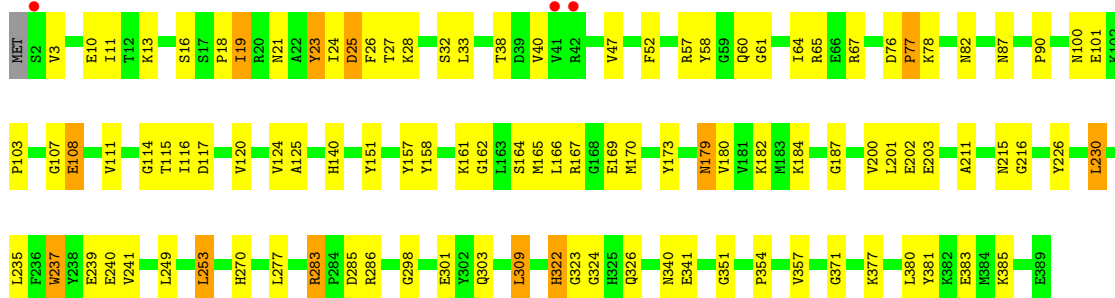 MET S2 V3 E10 I11 T12 K13 S16 S17 P18 I19 R20 N21 A22 Y23 I24 D25 F26 T27 K28 S32 L33 T38 D39 V40 V41 R42 V47 F52 R57 Y58 G59 Q60 G61 I64 R65 E66 R67 D76 P77 K78 N82 N87 P90 N100 E101 K102
P103 G107 E108 V111 G114 T115 I116 D117 V120 V124 A125 H140 Y151 Y157 Y158 K161 G162 L163 S164 M165 L166 R167 G168 E169 M170 Y173 N179 V180 V181 K182 M183 K184 G187 V200 L201 E202 E203 A211 N215 G216 Y226 L230
L235 F236 W237 Y238 E239 E240 V241 L249 L253 H270 L277 R283 P284 D285 R286 G298 E301 Y302 Q303 L309 H322 G323 G324 H325 Q326 N340 E341 G351 P354 V357 G371 K377 L380 Y381 K382 E383 M384 K385 E389